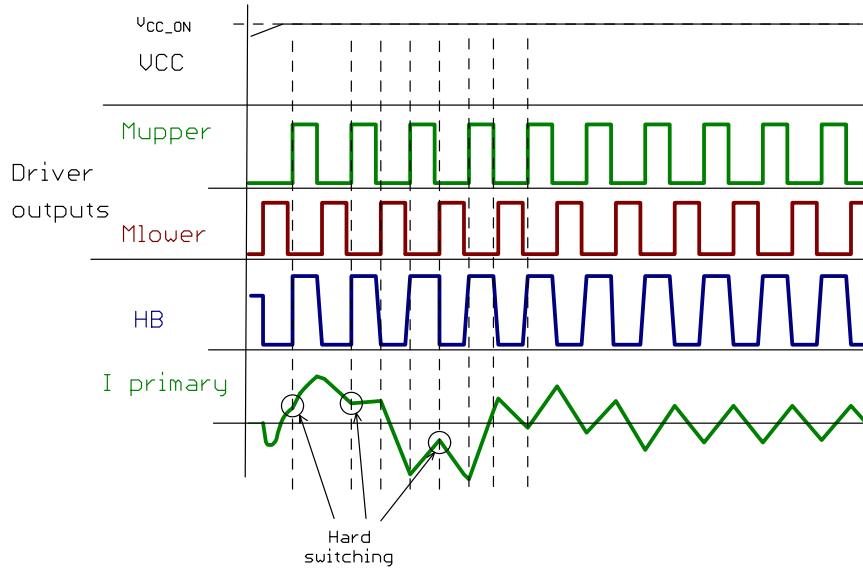 VCC_ON
VCC
Mupper
Driver
outputs
Mlower
HB
I primary
Hard
switching